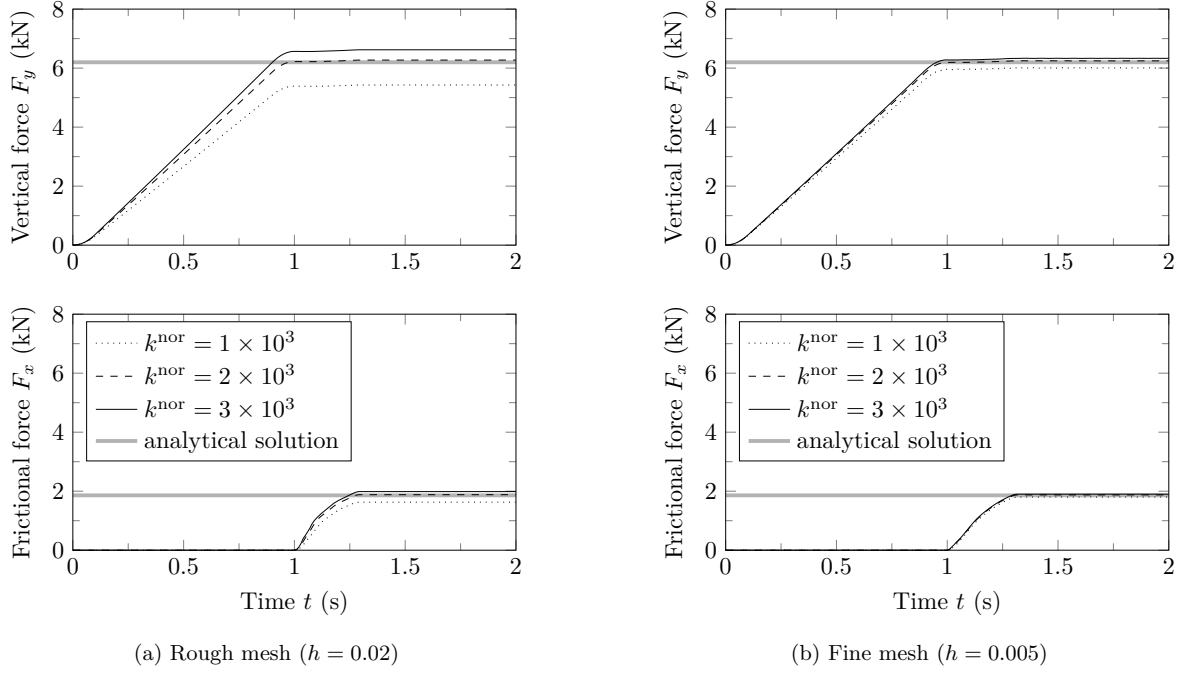 Vertical force F_y (kN)
8
6
4
2
0
0 0.5 1 1.5 2
Frictional force F_x (kN)
8
6
4
2
0
k^nor = 1 × 10^3
k^nor = 2 × 10^3
k^nor = 3 × 10^3
analytical solution
0 0.5 1 1.5 2
Time t (s)
(a) Rough mesh (h = 0.02)
Vertical force F_y (kN)
8
6
4
2
0
0 0.5 1 1.5 2
Frictional force F_x (kN)
8
6
4
2
0
k^nor = 1 × 10^3
k^nor = 2 × 10^3
k^nor = 3 × 10^3
analytical solution
0 0.5 1 1.5 2
Time t (s)
(b) Fine mesh (h = 0.005)